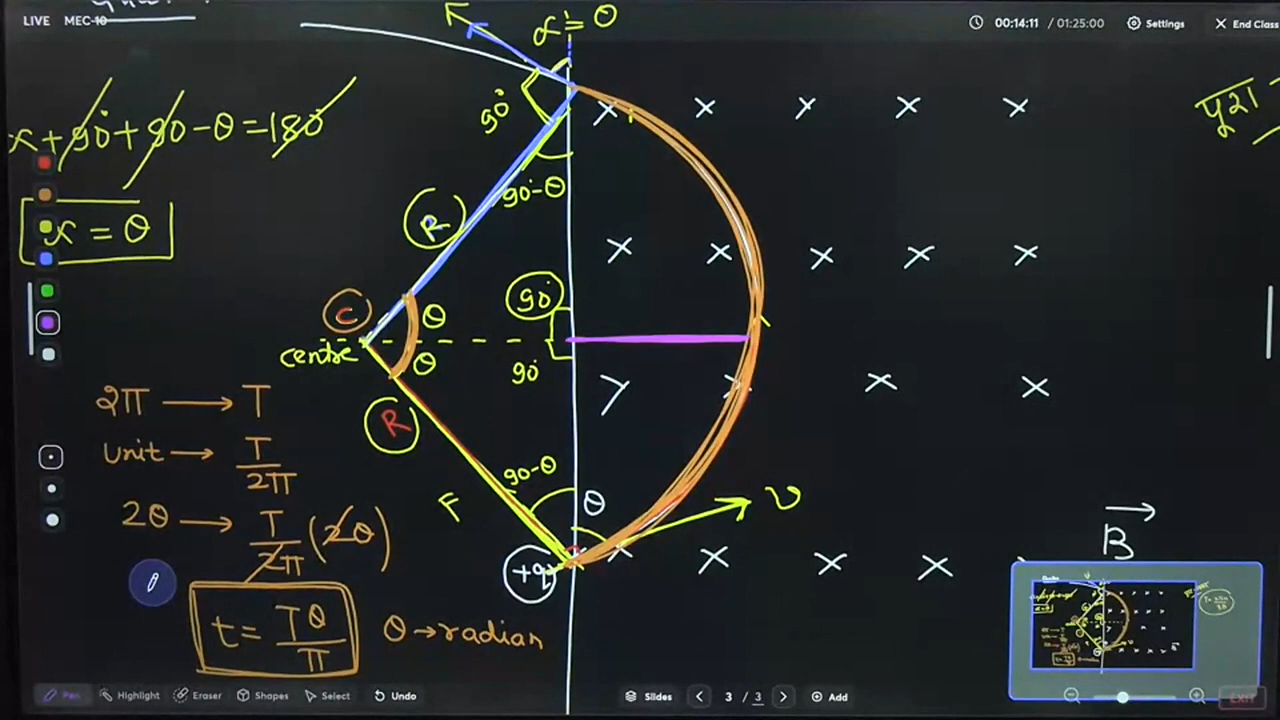 LIVE MEC-10
00:14:11 / 01:25:00 Settings End Class
α = θ
90°
x + 90° + 90 - θ = 180°
y21
90-θ
x = θ
R
90°
C
θ
centre
θ
90°
2π → T
R
unit → T/2π
90-θ
F
θ
υ
2θ → T/2π (2θ)
B
+q
t = Tθ/π θ → radian
Pen Highlight Eraser Shapes Select Undo Slides 3 / 3 Add EXIT